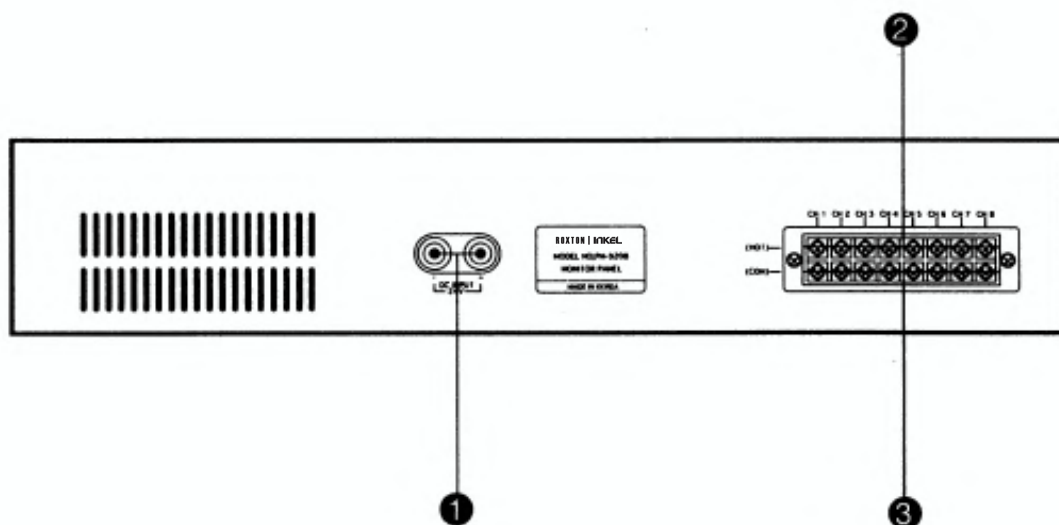 2
CH 1 CH 2 CH 3 CH 4 CH 5 CH 6 CH 7 CH 8
ROXTON | INKEL
(HOT)
MODEL
MONITOR PANEL
(COM)
DC INPUT
MADE IN KOREA
1
3